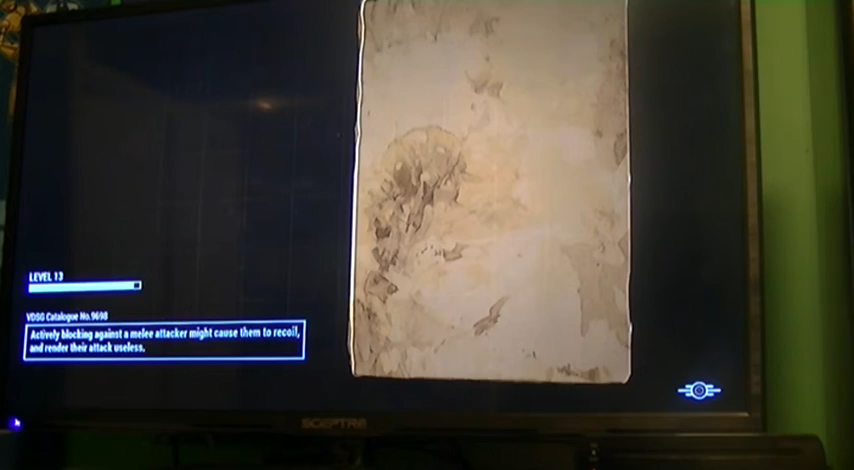 LEVEL 13
VDSG Catalogue No.9698
Actively blocking against a melee attacker might cause them to recoil,
and render their attack useless.
SCEPTRE